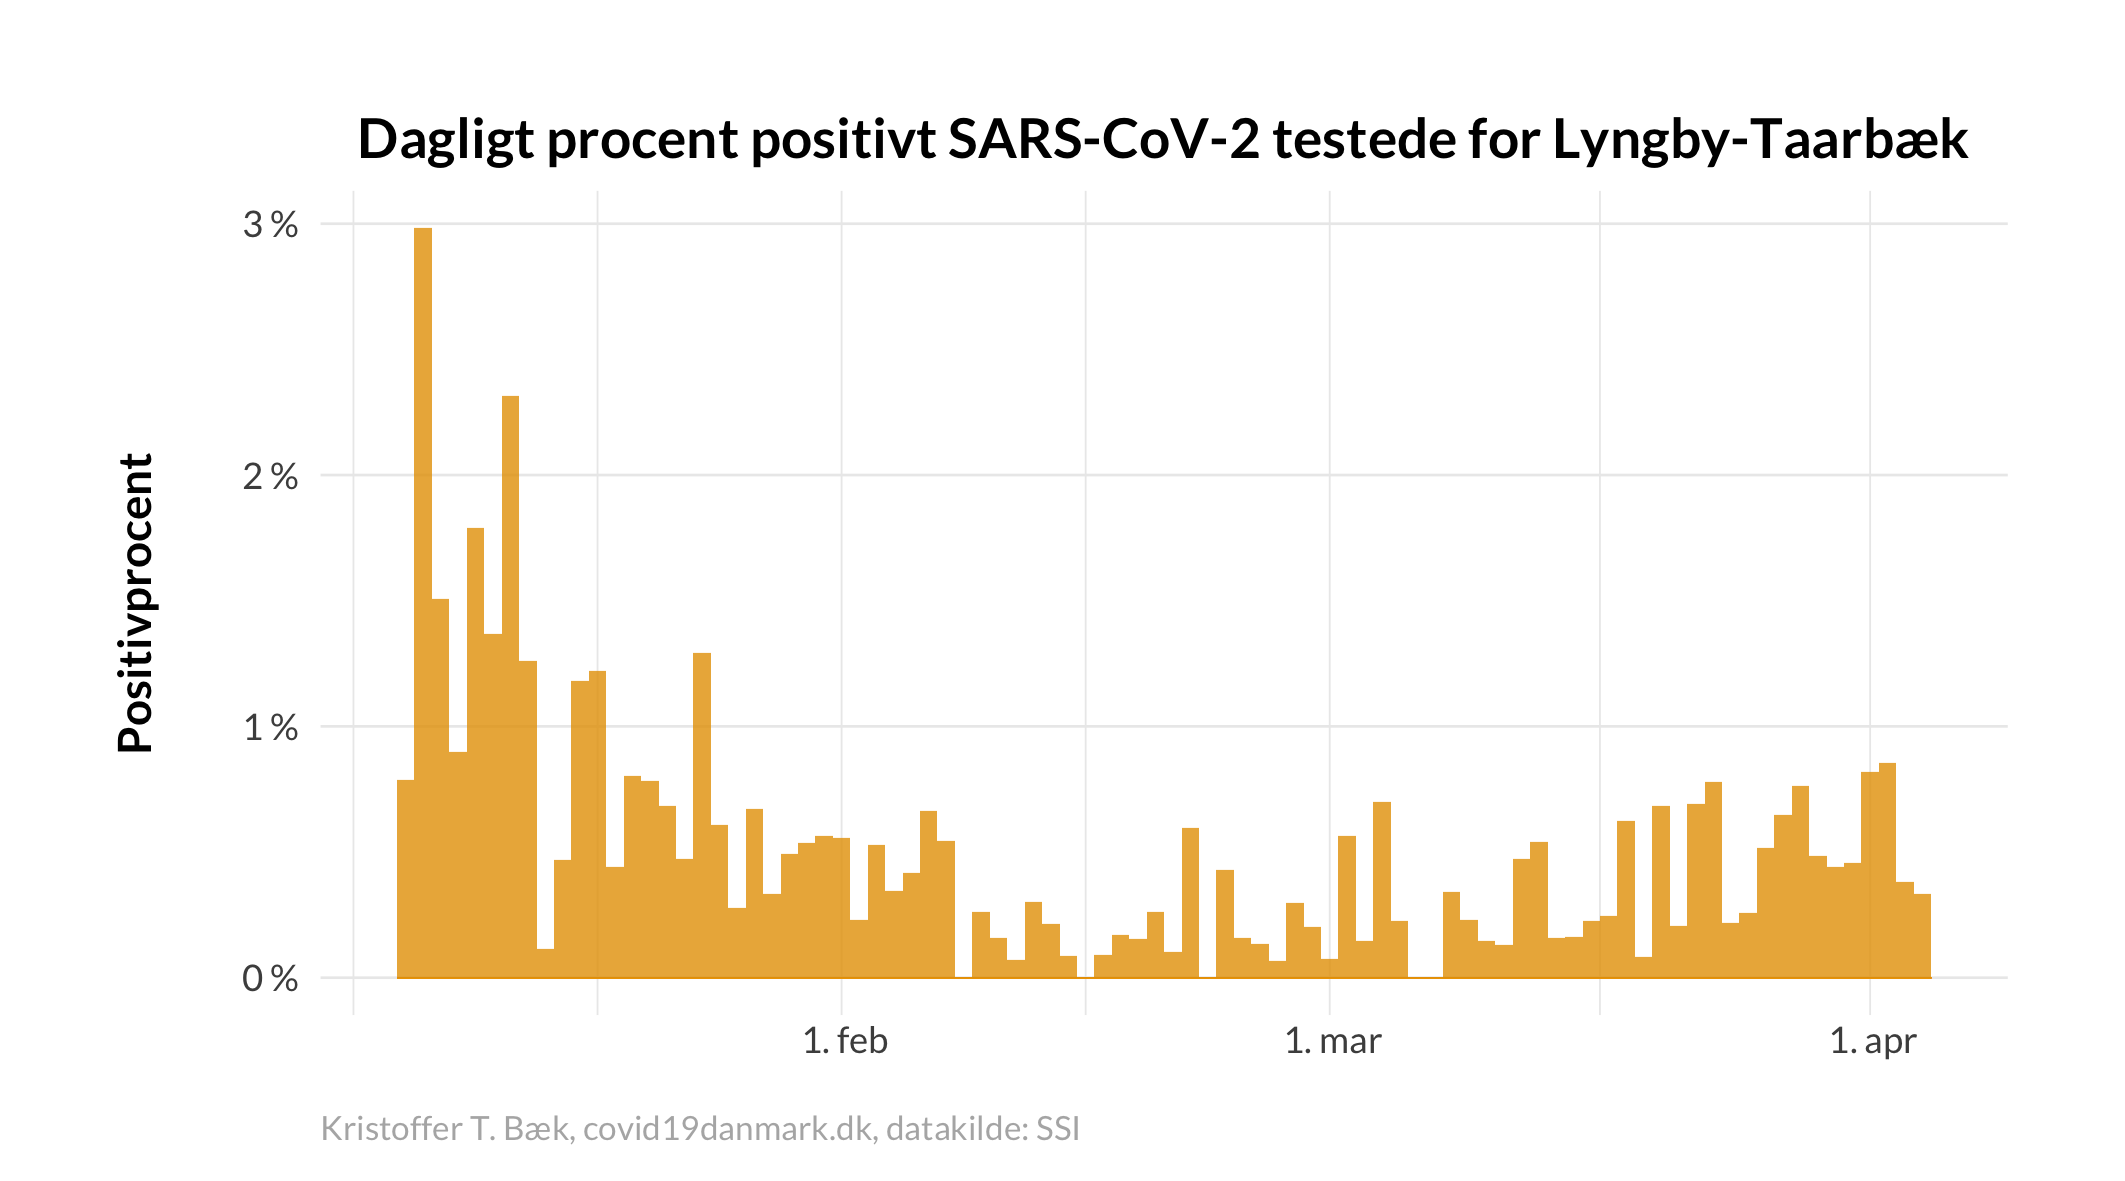 Dagligt procent positivt SARS-CoV-2 testede for Lyngby-Taarbæk
Positivprocent
3 %
2 %
1 %
0 %
1. feb
1. mar
1. apr
Kristoffer T. Bæk, covid19danmark.dk, datakilde: SSI